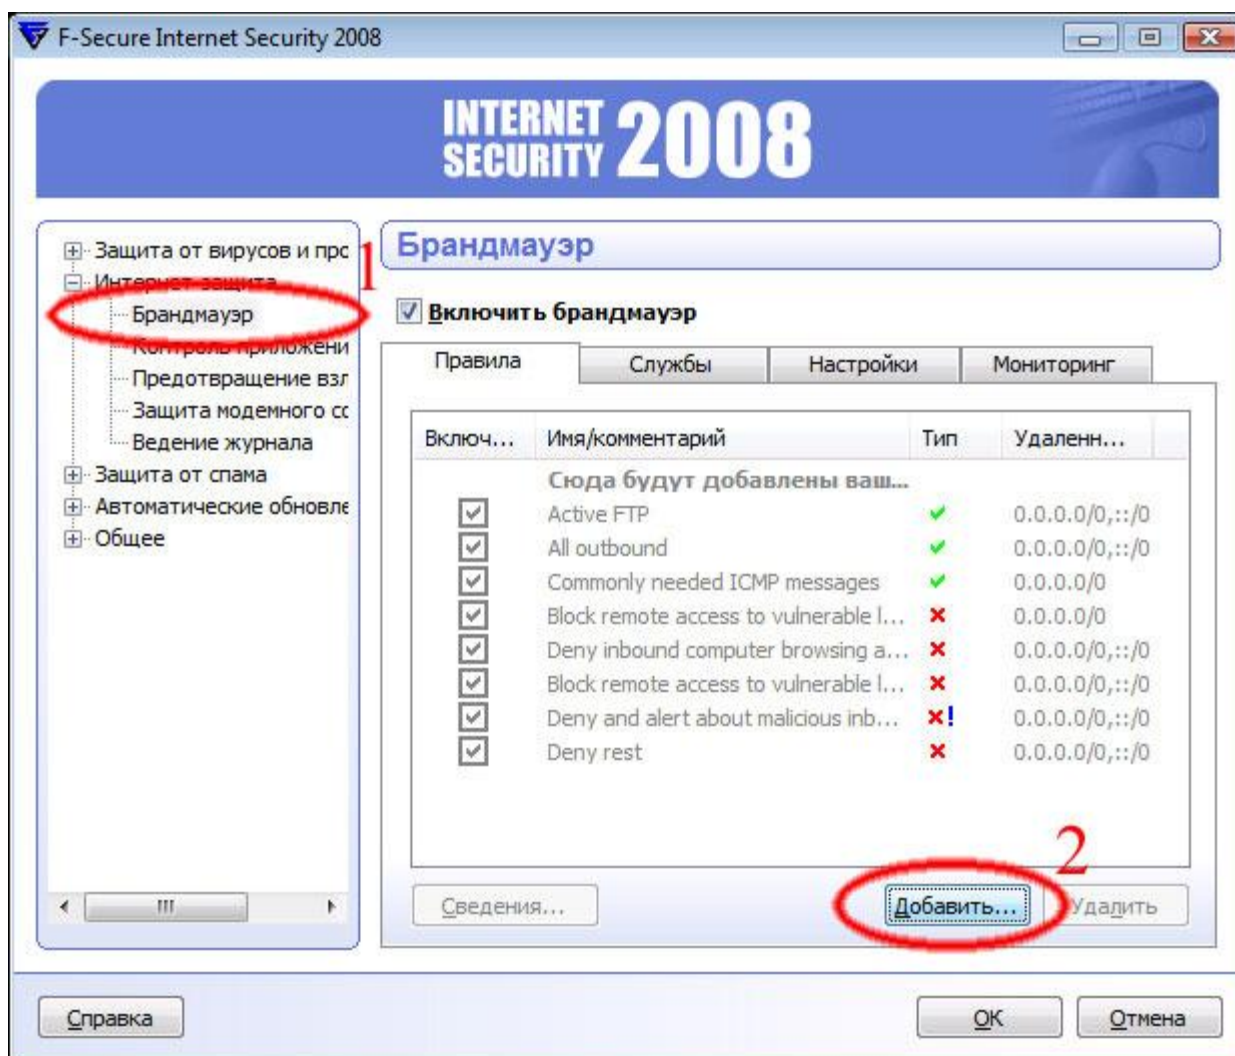 F-Secure Internet Security 2008
INTERNET
SECURITY 2008
Защита от вирусов и прс
Интернет-защита
Брандмауэр
Контроль приложени
Предотвращение взл
Защита модемного сс
Ведение журнала
Защита от спама
Автоматические обновле
Общее
1
Брандмауэр
Включить брандмауэр
Правила Службы Настройки Мониторинг
Включ... Имя/комментарий Тип Удаленн...
Сюда будут добавлены ваш...
Active FTP 0.0.0.0/0,::/0
All outbound 0.0.0.0/0,::/0
Commonly needed ICMP messages 0.0.0.0/0
Block remote access to vulnerable l... 0.0.0.0/0
Deny inbound computer browsing a... 0.0.0.0/0,::/0
Block remote access to vulnerable l... 0.0.0.0/0,::/0
Deny and alert about malicious inb... ! 0.0.0.0/0,::/0
Deny rest 0.0.0.0/0,::/0
2
Сведения... Добавить... Удалить
Справка OK Отмена